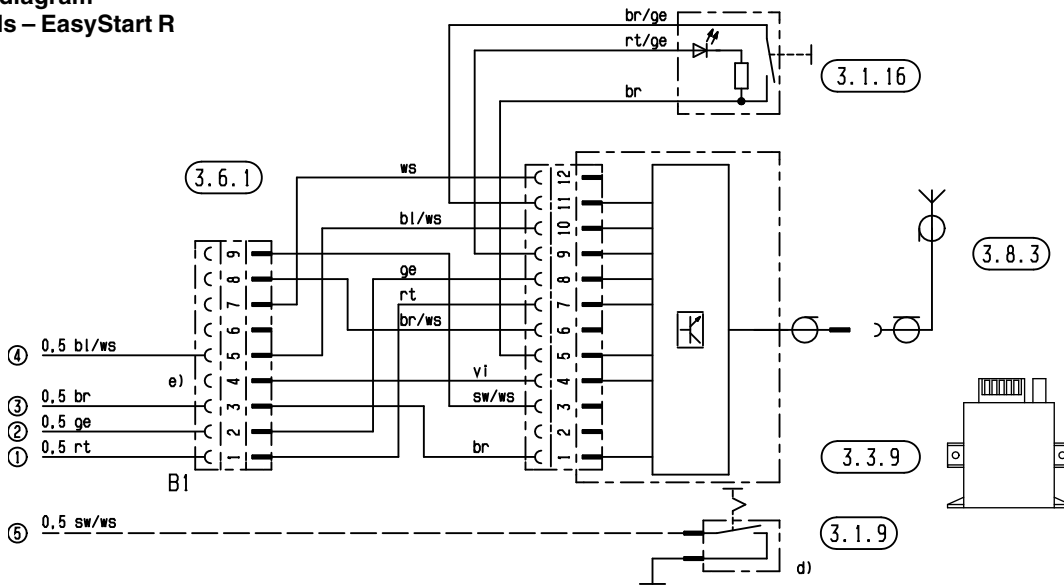 diagram
ls – EasyStart R
br/ge
rt/ge
br
3.1.16
3.6.1
ws
bl/ws
ge
rt
br/ws
vi
sw/ws
br
12
11
10
9
8
7
6
5
4
3
2
1
9
8
7
6
5
4
3
2
1
3.8.3
④ 0,5 bl/ws
e)
③ 0,5 br
② 0,5 ge
① 0,5 rt
B1
3.3.9
⑤ 0,5 sw/ws
3.1.9
d)